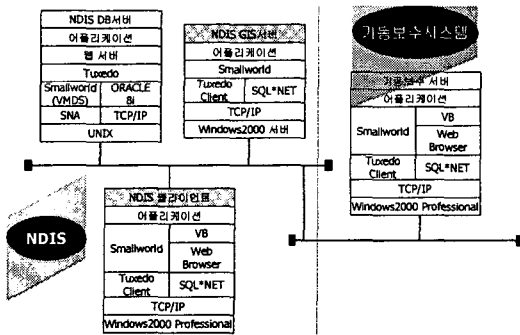 NDIS DB서버
어플리케이션
웹 서버
Tuxedo
Smallworld (VMDS)
ORACLE 8i
SNA
TCP/IP
UNIX
NDIS GIS서버
어플리케이션
Smallworld
Tuxedo Client
SQL*NET
TCP/IP
Windows2000 서버
기동보수시스템
기동보수 서버
어플리케이션
Smallworld
VB
Web Browser
Tuxedo Client
SQL*NET
TCP/IP
Windows2000 Professional
NDIS
NDIS 클라이언트
어플리케이션
Smallworld
VB
Web Browser
Tuxedo Client
SQL*NET
TCP/IP
Windows2000 Professional